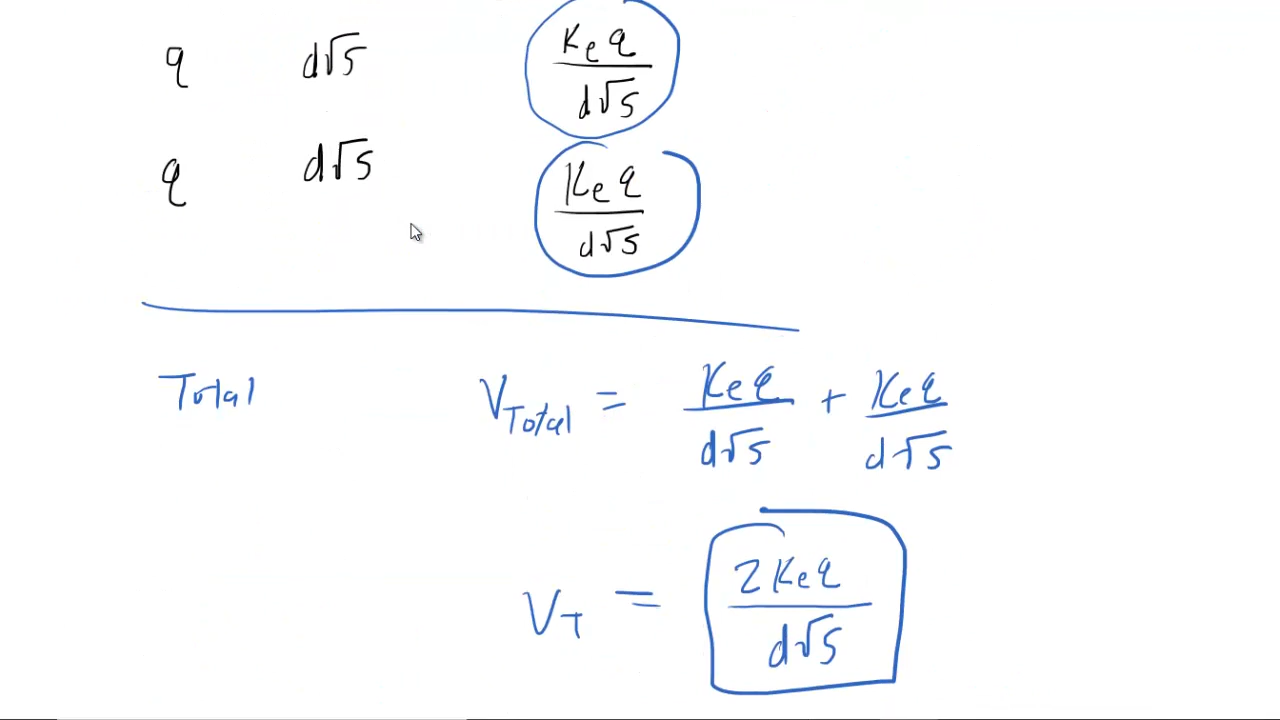 q d√5 Keq/d√5
q d√5 Keq/d√5
Total V_Total = Keq/d√5 + Keq/d√5
V_T = 2Keq/d√5